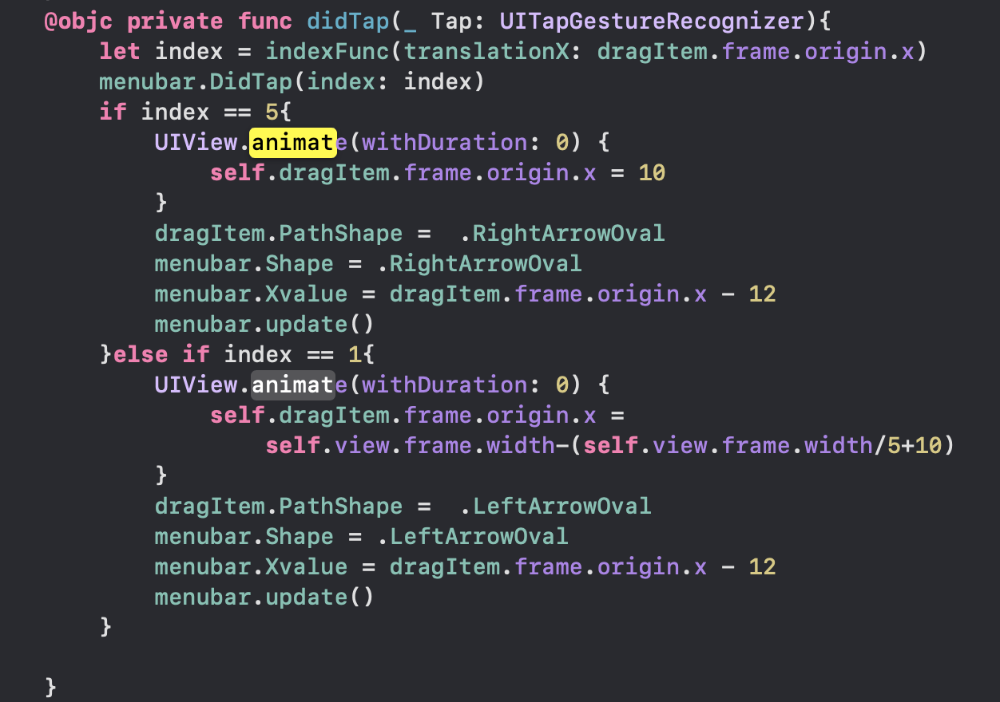 @objc private func didTap(_ Tap: UITapGestureRecognizer){
let index = indexFunc(translationX: dragItem.frame.origin.x)
menubar.DidTap(index: index)
if index == 5{
UIView.animate(withDuration: 0) {
self.dragItem.frame.origin.x = 10
}
dragItem.PathShape =  .RightArrowOval
menubar.Shape = .RightArrowOval
menubar.Xvalue = dragItem.frame.origin.x - 12
menubar.update()
}else if index == 1{
UIView.animate(withDuration: 0) {
self.dragItem.frame.origin.x =
self.view.frame.width-(self.view.frame.width/5+10)
}
dragItem.PathShape =  .LeftArrowOval
menubar.Shape = .LeftArrowOval
menubar.Xvalue = dragItem.frame.origin.x - 12
menubar.update()
}
}